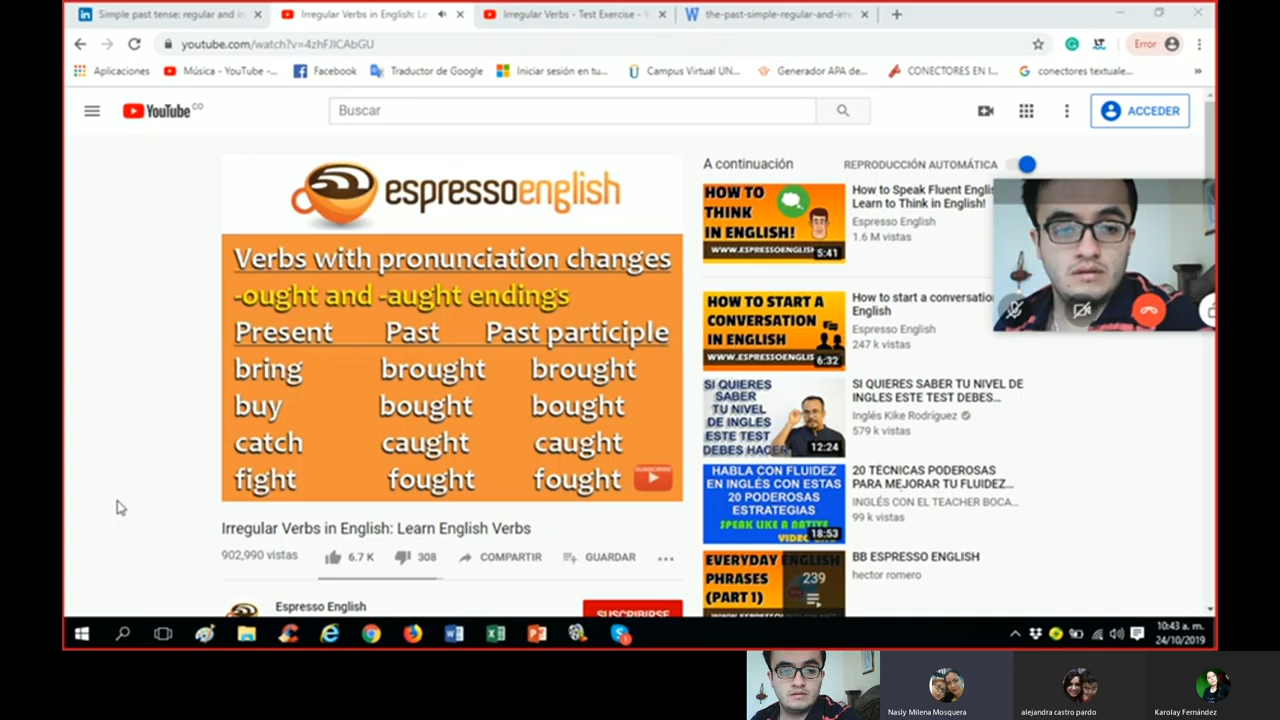 Simple past tense: regular and irr
Irregular Verbs in English: Le
Irregular Verbs - Test Exercise -
the-past-simple-regular-and-irre
youtube.com/watch?v=4zhFJICAbGU
Error
Aplicaciones
Música - YouTube -...
Facebook
Traductor de Google
Iniciar sesión en tu...
Campus Virtual UN...
Generador APA de...
CONECTORES EN I...
conectores textuale...
YouTube CO
Buscar
ACCEDER
espressoenglish
Verbs with pronunciation changes
-ought and -aught endings
Present Past Past participle
bring brought brought
buy bought bought
catch caught caught
fight fought fought
SUBSCRIBE
Irregular Verbs in English: Learn English Verbs
902,990 vistas
6.7 K
308
COMPARTIR
GUARDAR
Espresso English
SUSCRIBIRSE
A continuación
REPRODUCCIÓN AUTOMÁTICA
HOW TO
THINK
IN ENGLISH!
WWW.ESPRESSOENGLISH
5:41
How to Speak Fluent Englis
Learn to Think in English!
Espresso English
1.6 M vistas
HOW TO START A
CONVERSATION
IN ENGLISH
WWW.ESPRESSOENGLIS
6:32
How to start a conversatio
English
Espresso English
247 k vistas
SI QUIERES
SABER
TU NIVEL
DE INGLES
ESTE TEST
DEBES HACER
12:24
SI QUIERES SABER TU NIVEL DE
INGLES ESTE TEST DEBES...
Inglés Kike Rodríguez
579 k vistas
HABLA CON FLUIDEZ
EN INGLÉS CON ESTAS
20 PODEROSAS
ESTRATEGIAS
SPEAK LIKE A NATIVE
18:53
20 TÉCNICAS PODEROSAS
PARA MEJORAR TU FLUIDEZ...
INGLÉS CON EL TEACHER BOCA...
99 k vistas
EVERYDAY ENGLISH
PHRASES
(PART 1)
239
BB ESPRESSO ENGLISH
hector romero
10:43 a. m.
24/10/2019
Nasly Milena Mosquera
alejandra castro pardo
Karolay Fernández